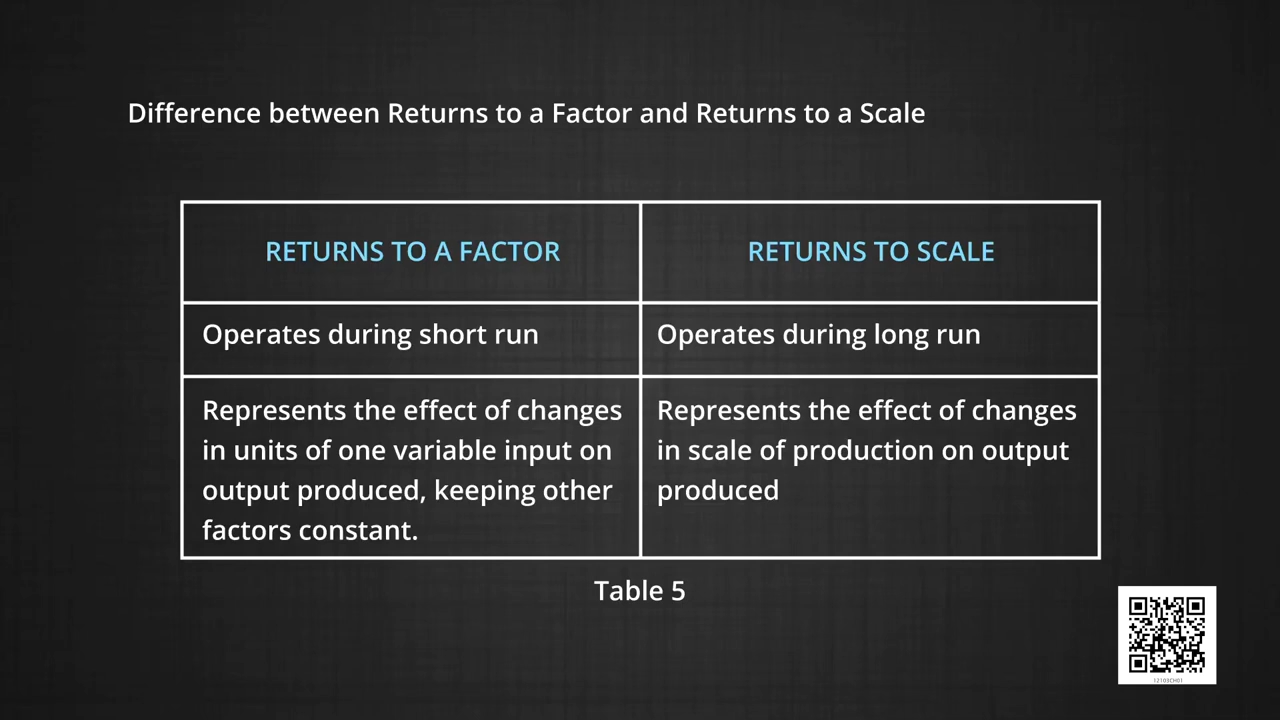 Difference between Returns to a Factor and Returns to a Scale
RETURNS TO A FACTOR
RETURNS TO SCALE
Operates during short run
Operates during long run
Represents the effect of changes
in units of one variable input on
output produced, keeping other
factors constant.
Represents the effect of changes
in scale of production on output
produced
Table 5
12103CH01